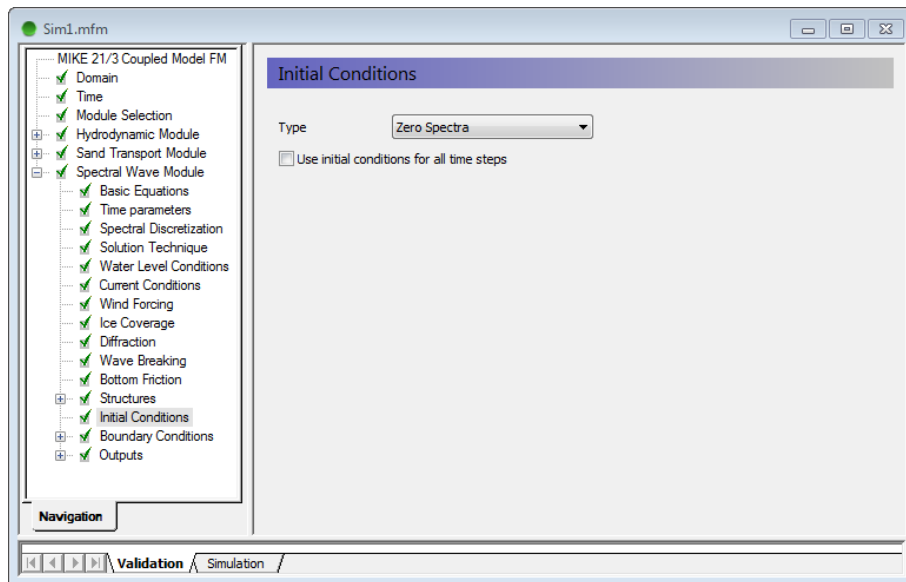 Sim1.mfm
MIKE 21/3 Coupled Model FM
Domain
Time
Module Selection
Hydrodynamic Module
Sand Transport Module
Spectral Wave Module
Basic Equations
Time parameters
Spectral Discretization
Solution Technique
Water Level Conditions
Current Conditions
Wind Forcing
Ice Coverage
Diffraction
Wave Breaking
Bottom Friction
Structures
Initial Conditions
Boundary Conditions
Outputs
Navigation
Initial Conditions
Type Zero Spectra
Use initial conditions for all time steps
Validation Simulation